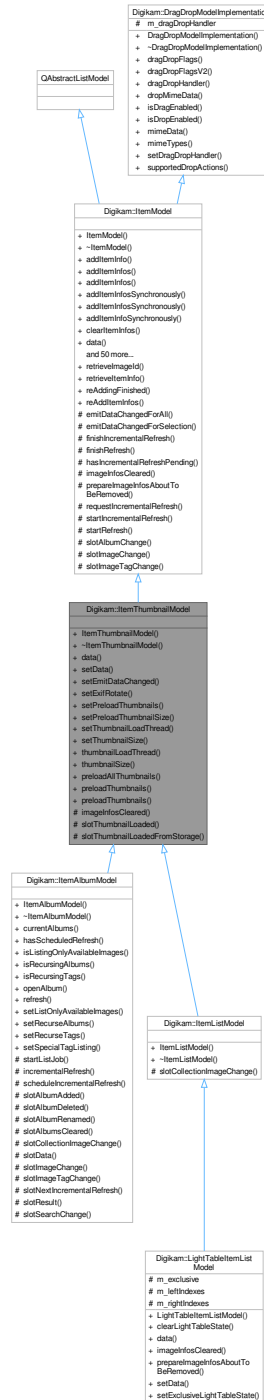 Digikam::DragDropModelImplementatio
# m_dragDropHandler
+ DragDropModelImplementation()
+ ~DragDropModelImplementation()
+ dragDropFlags()
+ dragDropFlagsV2()
+ dragDropHandler()
+ dropMimeData()
+ isDragEnabled()
+ isDropEnabled()
+ mimeData()
+ mimeTypes()
+ setDragDropHandler()
+ supportedDropActions()
QAbstractListModel
Digikam::ItemModel
+ ItemModel()
+ ~ItemModel()
+ addItemInfo()
+ addItemInfos()
+ addItemInfos()
+ addItemInfosSynchronously()
+ addItemInfosSynchronously()
+ addItemInfoSynchronously()
+ clearItemInfos()
+ data()
and 50 more...
+ retrieveImageId()
+ retrieveItemInfo()
+ reAddingFinished()
+ reAddItemInfos()
# emitDataChangedForAll()
# emitDataChangedForSelection()
# finishIncrementalRefresh()
# finishRefresh()
# hasIncrementalRefreshPending()
# imageInfosCleared()
# prepareImageInfosAboutTo
BeRemoved()
# requestIncrementalRefresh()
# startIncrementalRefresh()
# startRefresh()
# slotAlbumChange()
# slotImageChange()
# slotImageTagChange()
Digikam::ItemThumbnailModel
+ ItemThumbnailModel()
+ ~ItemThumbnailModel()
+ data()
+ setData()
+ setEmitDataChanged()
+ setExifRotate()
+ setPreloadThumbnails()
+ setPreloadThumbnailSize()
+ setThumbnailLoadThread()
+ setThumbnailSize()
+ thumbnailLoadThread()
+ thumbnailSize()
+ preloadAllThumbnails()
+ preloadThumbnails()
+ preloadThumbnails()
# imageInfosCleared()
# slotThumbnailLoaded()
# slotThumbnailLoadedFromStorage()
Digikam::ItemAlbumModel
+ ItemAlbumModel()
+ ~ItemAlbumModel()
+ currentAlbums()
+ hasScheduledRefresh()
+ isListingOnlyAvailableImages()
+ isRecursingAlbums()
+ isRecursingTags()
+ openAlbum()
+ refresh()
+ setListOnlyAvailableImages()
+ setRecurseAlbums()
+ setRecurseTags()
+ setSpecialTagListing()
# startListJob()
# incrementalRefresh()
# scheduleIncrementalRefresh()
# slotAlbumAdded()
# slotAlbumDeleted()
# slotAlbumRenamed()
# slotAlbumsCleared()
# slotCollectionImageChange()
# slotData()
# slotImageChange()
# slotImageTagChange()
# slotNextIncrementalRefresh()
# slotResult()
# slotSearchChange()
Digikam::ItemListModel
+ ItemListModel()
+ ~ItemListModel()
# slotCollectionImageChange()
Digikam::LightTableItemList
Model
# m_exclusive
# m_leftIndexes
# m_rightIndexes
+ LightTableItemListModel()
+ clearLightTableState()
+ data()
+ imageInfosCleared()
+ prepareImageInfosAboutTo
BeRemoved()
+ setData()
+ setExclusiveLightTableState()